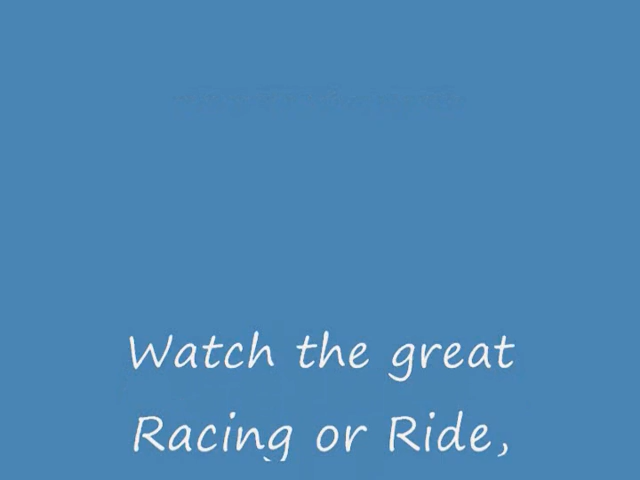 Watch the great
Racing or Ride,